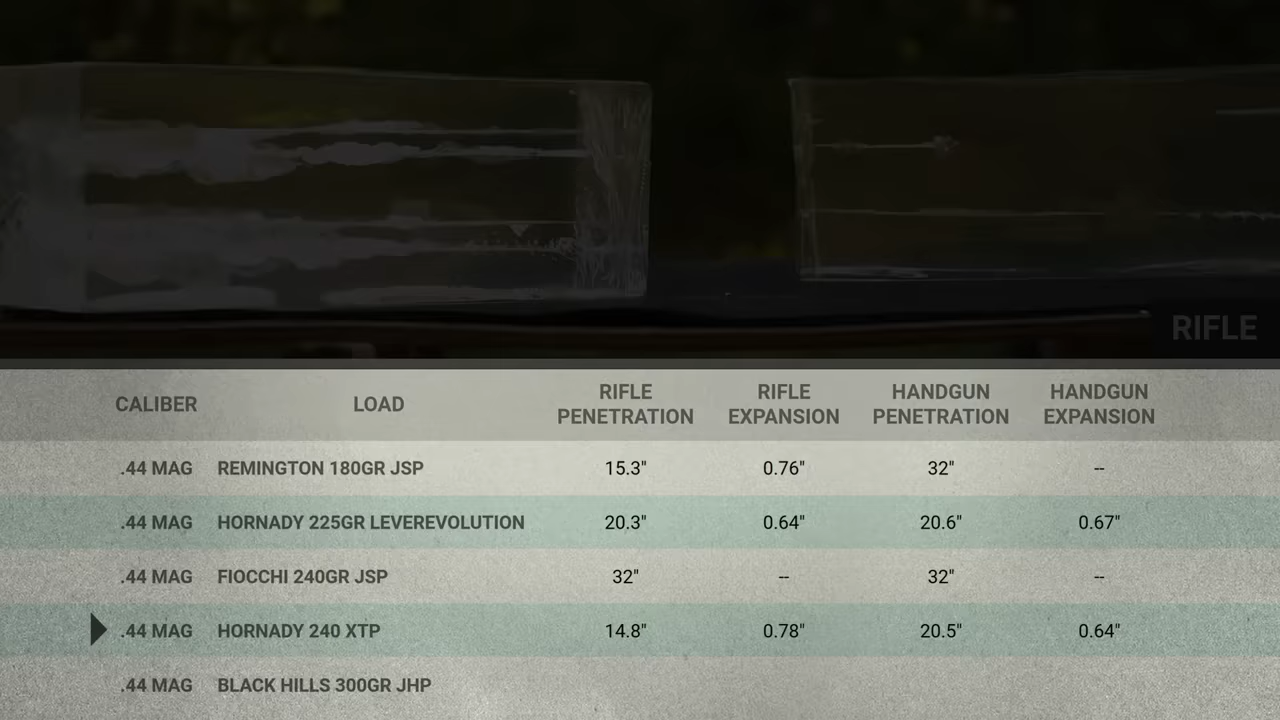 RIFLE
CALIBER LOAD RIFLE PENETRATION RIFLE EXPANSION HANDGUN PENETRATION HANDGUN EXPANSION
.44 MAG REMINGTON 180GR JSP 15.3" 0.76" 32" --
.44 MAG HORNADY 225GR LEVEREVOLUTION 20.3" 0.64" 20.6" 0.67"
.44 MAG FIOCCHI 240GR JSP 32" -- 32" --
.44 MAG HORNADY 240 XTP 14.8" 0.78" 20.5" 0.64"
.44 MAG BLACK HILLS 300GR JHP